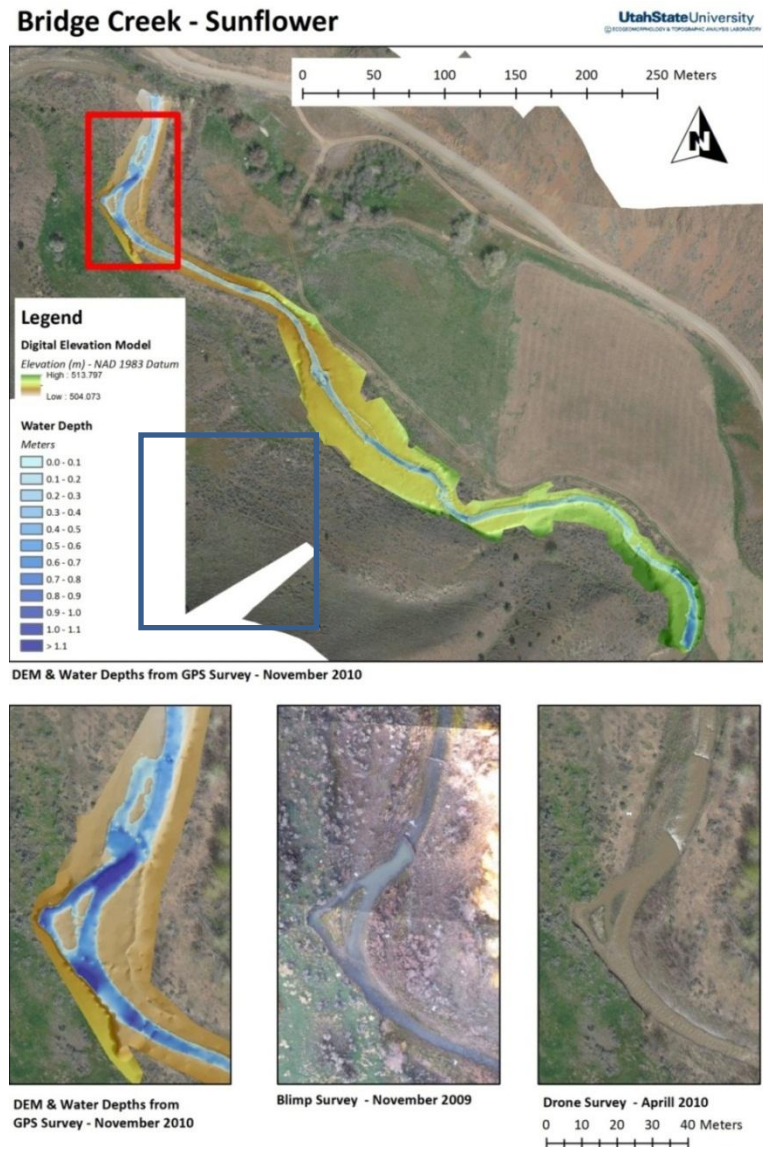 Bridge Creek - Sunflower
UtahStateUniversity
ECOGEOMORPHOLOGY & TOPOGRAPHIC ANALYSIS LABORATORY
0 50 100 150 200 250 Meters
N
Legend
Digital Elevation Model
Elevation (m) - NAD 1983 Datum
High : 513.797
Low : 504.073
Water Depth
Meters
0.0 - 0.1
0.1 - 0.2
0.2 - 0.3
0.3 - 0.4
0.4 - 0.5
0.5 - 0.6
0.6 - 0.7
0.7 - 0.8
0.8 - 0.9
0.9 - 1.0
1.0 - 1.1
> 1.1
DEM & Water Depths from GPS Survey - November 2010
DEM & Water Depths from
GPS Survey - November 2010
Blimp Survey - November 2009
Drone Survey - Aprill 2010
0 10 20 30 40 Meters